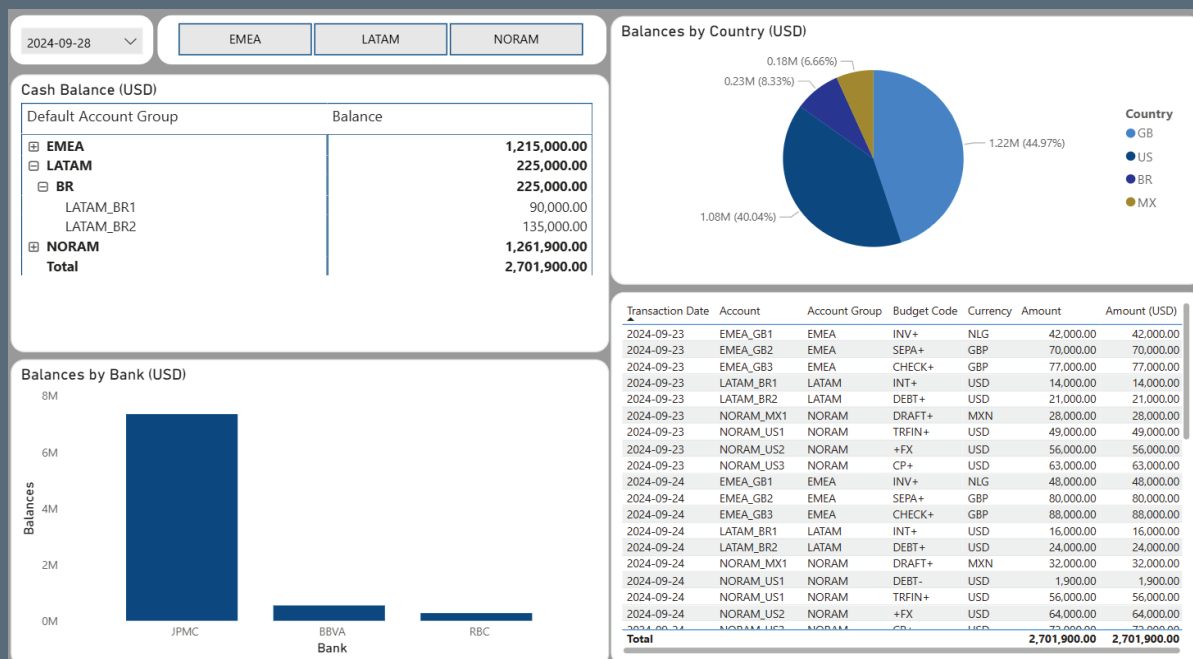 2024-09-28
EMEA LATAM NORAM
Cash Balance (USD)
Default Account Group Balance
EMEA 1,215,000.00
LATAM 225,000.00
BR 225,000.00
LATAM_BR1 90,000.00
LATAM_BR2 135,000.00
NORAM 1,261,900.00
Total 2,701,900.00
Balances by Bank (USD)
8M
6M
4M
2M
0M
Balances
JPMC BBVA RBC
Bank
Balances by Country (USD)
0.18M (6.66%)
0.23M (8.33%)
1.22M (44.97%)
1.08M (40.04%)
Country
GB
US
BR
MX
Transaction Date Account Account Group Budget Code Currency Amount Amount (USD)
2024-09-23 EMEA_GB1 EMEA INV+ NLG 42,000.00 42,000.00
2024-09-23 EMEA_GB2 EMEA SEPA+ GBP 70,000.00 70,000.00
2024-09-23 EMEA_GB3 EMEA CHECK+ GBP 77,000.00 77,000.00
2024-09-23 LATAM_BR1 LATAM INT+ USD 14,000.00 14,000.00
2024-09-23 LATAM_BR2 LATAM DEBT+ USD 21,000.00 21,000.00
2024-09-23 NORAM_MX1 NORAM DRAFT+ MXN 28,000.00 28,000.00
2024-09-23 NORAM_US1 NORAM TRFIN+ USD 49,000.00 49,000.00
2024-09-23 NORAM_US2 NORAM +FX USD 56,000.00 56,000.00
2024-09-23 NORAM_US3 NORAM CP+ USD 63,000.00 63,000.00
2024-09-24 EMEA_GB1 EMEA INV+ NLG 48,000.00 48,000.00
2024-09-24 EMEA_GB2 EMEA SEPA+ GBP 80,000.00 80,000.00
2024-09-24 EMEA_GB3 EMEA CHECK+ GBP 88,000.00 88,000.00
2024-09-24 LATAM_BR1 LATAM INT+ USD 16,000.00 16,000.00
2024-09-24 LATAM_BR2 LATAM DEBT+ USD 24,000.00 24,000.00
2024-09-24 NORAM_MX1 NORAM DRAFT+ MXN 32,000.00 32,000.00
2024-09-24 NORAM_US1 NORAM DEBT- USD 1,900.00 1,900.00
2024-09-24 NORAM_US1 NORAM TRFIN+ USD 56,000.00 56,000.00
2024-09-24 NORAM_US2 NORAM +FX USD 64,000.00 64,000.00
Total 2,701,900.00 2,701,900.00